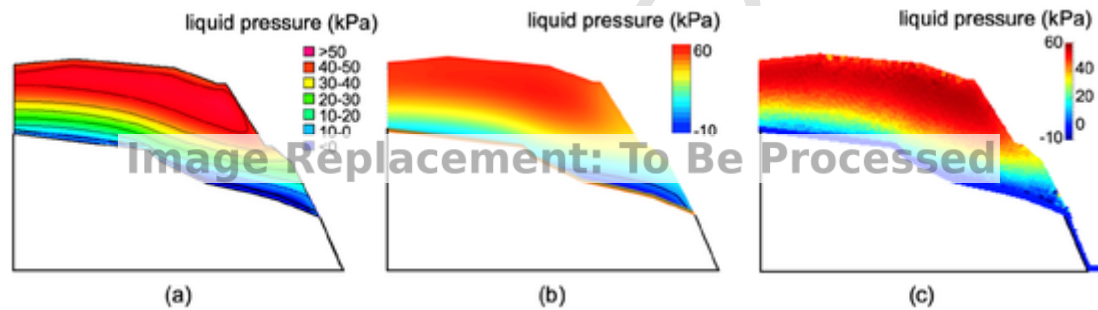 liquid pressure (kPa)
>50
40-50
30-40
20-30
10-20
10-0
<0
(a)
liquid pressure (kPa)
60
-10
(b)
liquid pressure (kPa)
60
40
20
0
-10
(c)
Image Replacement: To Be Processed